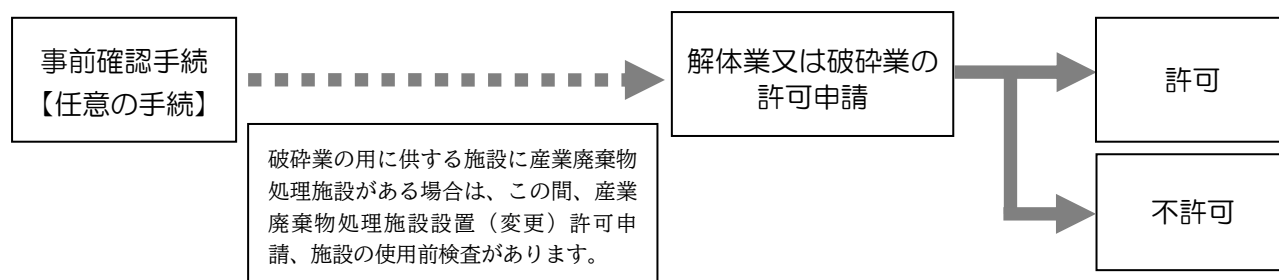 事前確認手続
【任意の手続】
破砕業の用に供する施設に産業廃棄物
処理施設がある場合は、この間、産業
廃棄物処理施設設置（変更）許可申
請、施設の使用前検査があります。
解体業又は破砕業の
許可申請
許可
不許可